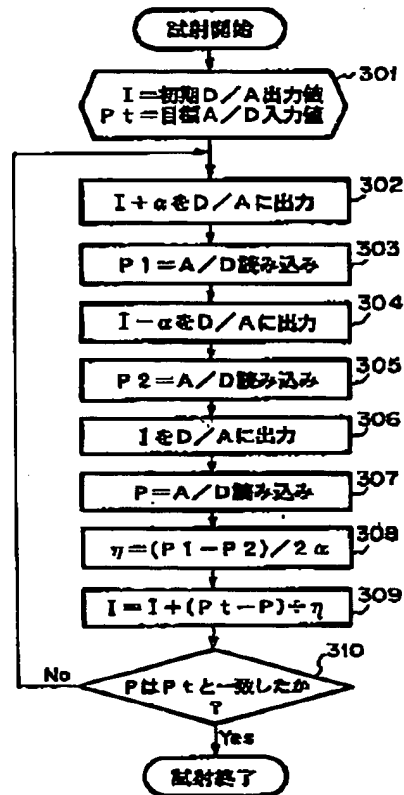 試射開始
301
I=初期D/A出力値
Pt=目標A/D入力値
302
I+αをD/Aに出力
303
P1=A/D読み込み
304
I-αをD/Aに出力
305
P2=A/D読み込み
306
IをD/Aに出力
307
P=A/D読み込み
308
η=(P1-P2)/2α
309
I=I+(Pt-P)÷η
310
No
PはPtと一致したか
?
Yes
試射終了